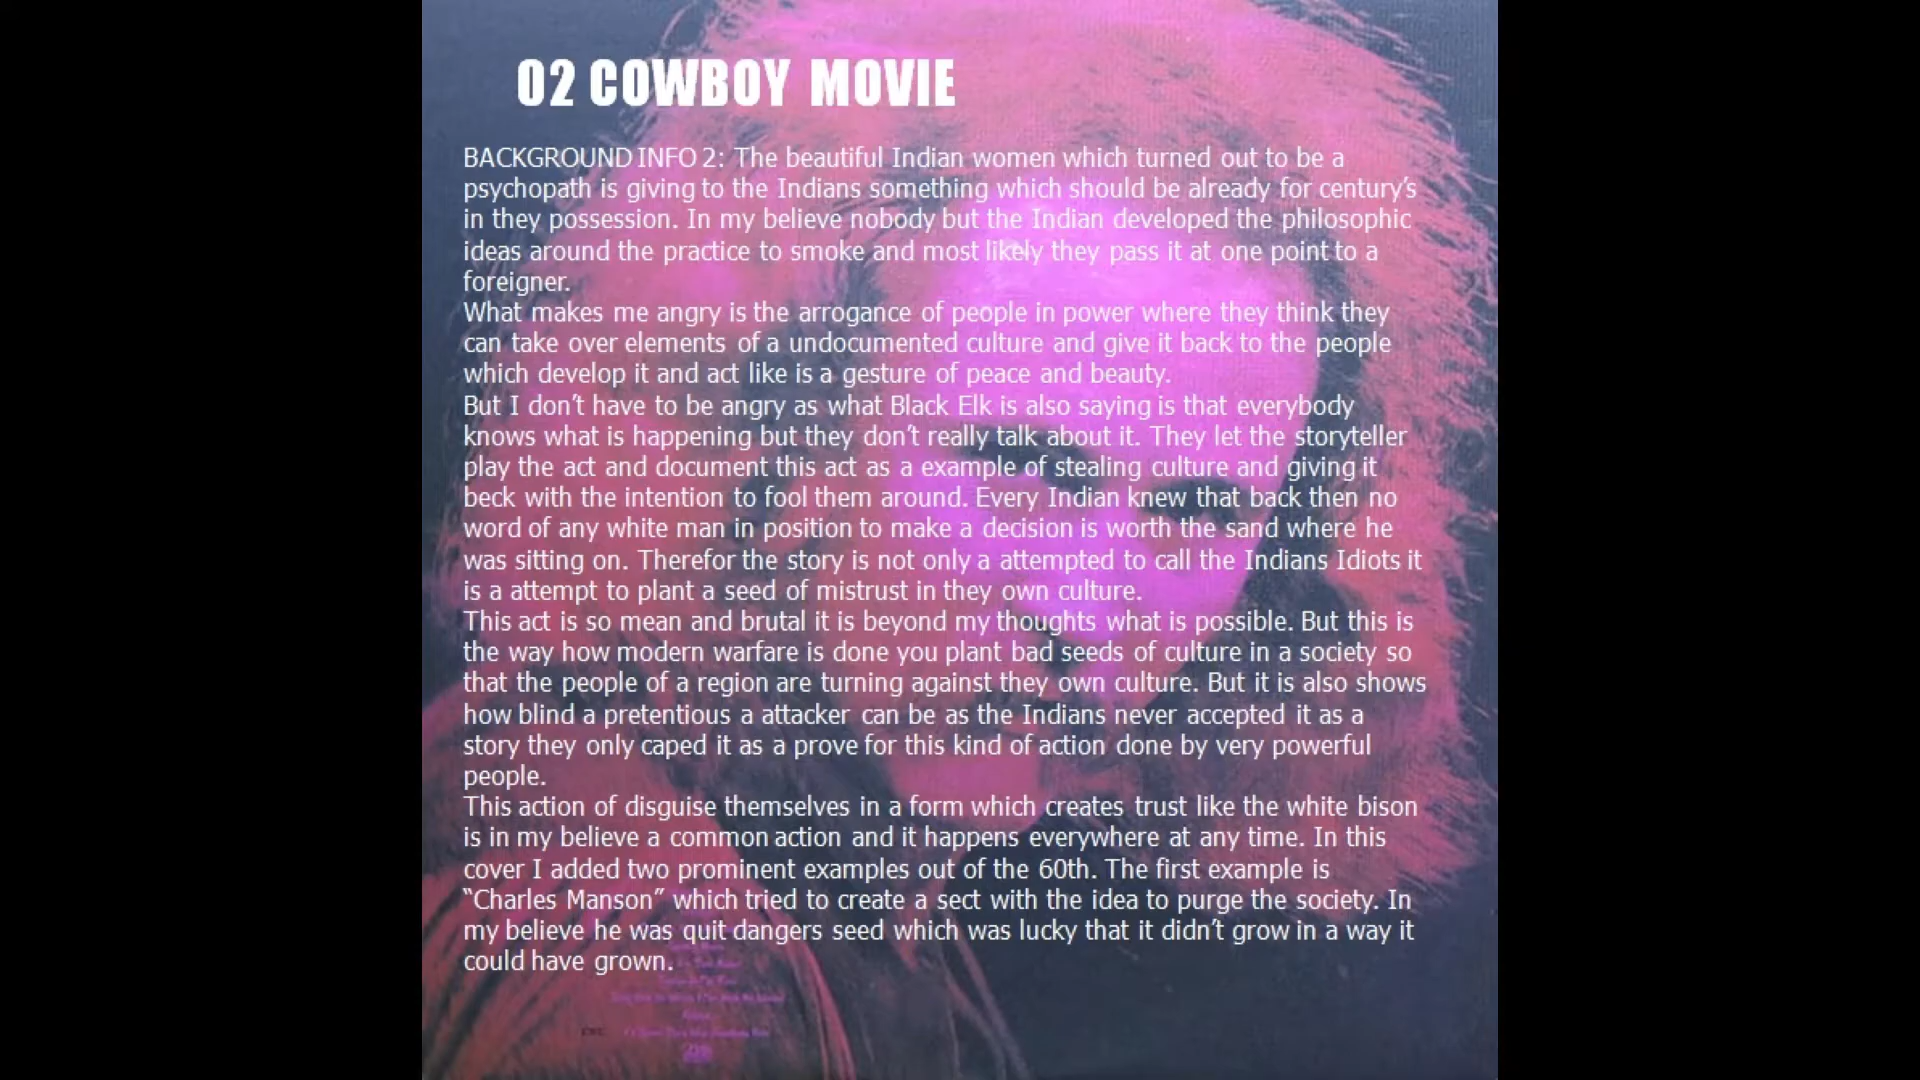 02 COWBOY MOVIE
BACKGROUND INFO 2: The beautiful Indian women which turned out to be a
psychopath is giving to the Indians something which should be already for century's
in they possession. In my believe nobody but the Indian developed the philosophic
ideas around the practice to smoke and most likely they pass it at one point to a
foreigner.
What makes me angry is the arrogance of people in power where they think they
can take over elements of a undocumented culture and give it back to the people
which develop it and act like is a gesture of peace and beauty.
But I don't have to be angry as what Black Elk is also saying is that everybody
knows what is happening but they don't really talk about it. They let the storyteller
play the act and document this act as a example of stealing culture and giving it
beck with the intention to fool them around. Every Indian knew that back then no
word of any white man in position to make a decision is worth the sand where he
was sitting on. Therefor the story is not only a attempted to call the Indians Idiots it
is a attempt to plant a seed of mistrust in they own culture.
This act is so mean and brutal it is beyond my thoughts what is possible. But this is
the way how modern warfare is done you plant bad seeds of culture in a society so
that the people of a region are turning against they own culture. But it is also shows
how blind a pretentious a attacker can be as the Indians never accepted it as a
story they only caped it as a prove for this kind of action done by very powerful
people.
This action of disguise themselves in a form which creates trust like the white bison
is in my believe a common action and it happens everywhere at any time. In this
cover I added two prominent examples out of the 60th. The first example is
“Charles Manson” which tried to create a sect with the idea to purge the society. In
my believe he was quit dangers seed which was lucky that it didn't grow in a way it
could have grown.